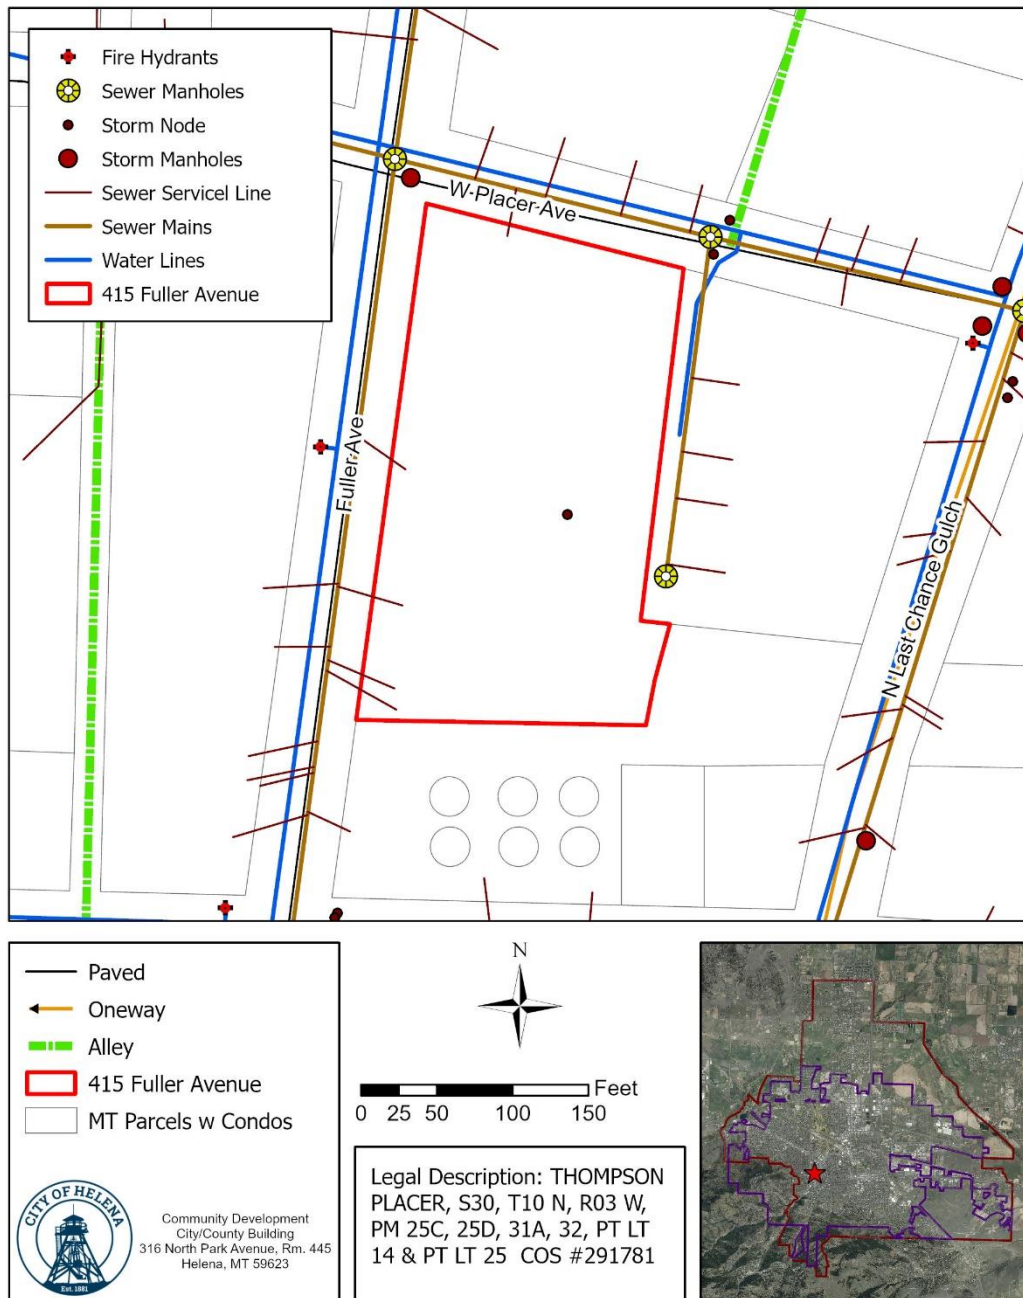 Fire Hydrants
Sewer Manholes
Storm Node
Storm Manholes
Sewer Servicel Line
Sewer Mains
Water Lines
415 Fuller Avenue
W Placer Ave
Fuller Ave
N Last Chance Gulch
Paved
Oneway
Alley
415 Fuller Avenue
MT Parcels w Condos
CITY OF HELENA
Est. 1881
Community Development
City/County Building
316 North Park Avenue, Rm. 445
Helena, MT 59623
N
Feet
0 25 50 100 150
Legal Description: THOMPSON
PLACER, S30, T10 N, R03 W,
PM 25C, 25D, 31A, 32, PT LT
14 & PT LT 25 COS #291781